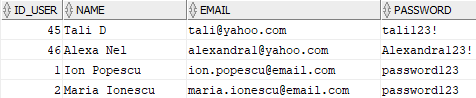 ID_USER NAME EMAIL PASSWORD
45 Tali D tali@yahoo.com tali123!
46 Alexa Nel alexandra1@yahoo.com Alexandra123!
1 Ion Popescu ion.popescu@email.com password123
2 Maria Ionescu maria.ionescu@email.com password123